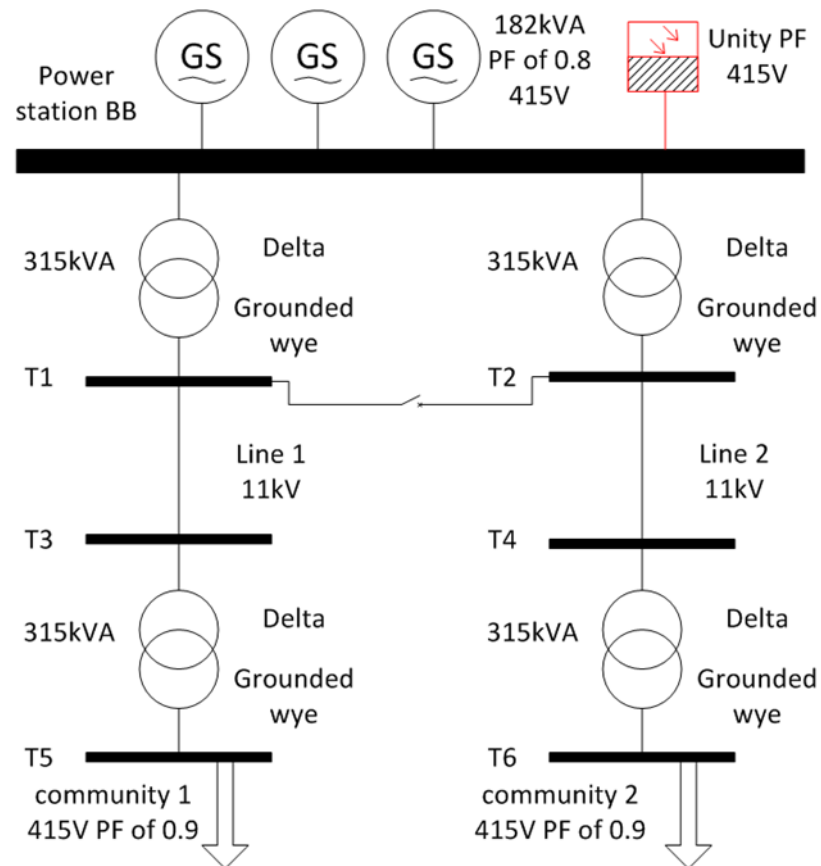 GS
GS
GS
182kVA
PF of 0.8
415V
Unity PF
415V
Power
station BB
315kVA
Delta
Grounded
wye
315kVA
Delta
Grounded
wye
T1
T2
Line 1
11kV
Line 2
11kV
T3
T4
315kVA
Delta
Grounded
wye
315kVA
Delta
Grounded
wye
T5
T6
community 1
415V PF of 0.9
community 2
415V PF of 0.9